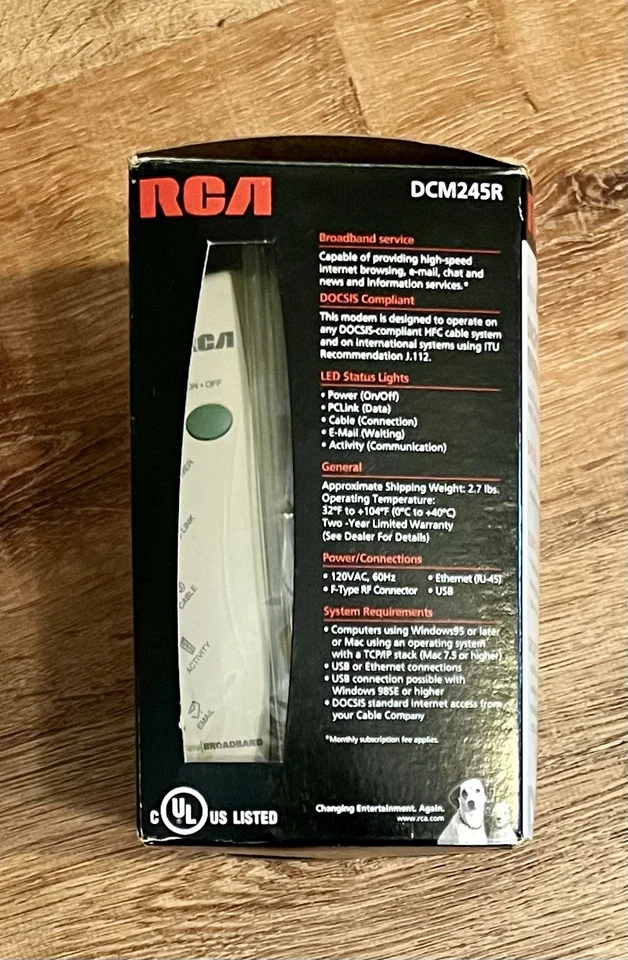 RCA
DCM245R
Broadband service
Capable of providing high-speed
Internet browsing, e-mail, chat and
news and information services.*
DOCSIS Compliant
This modem is designed to operate on
any DOCSIS-compliant HFC cable system
and on international systems using ITU
Recommendation J.112.
LED Status Lights
• Power (On/Off)
• PCLink (Data)
• Cable (Connection)
• E-Mail (Waiting)
• Activity (Communication)
General
Approximate Shipping Weight: 2.7 lbs.
Operating Temperature:
32°F to +104°F (0°C to +40°C)
Two -Year Limited Warranty
(See Dealer For Details)
Power/Connections
• 120VAC, 60Hz • Ethernet (RJ-45)
• F-Type RF Connector • USB
System Requirements
• Computers using Windows95 or later
or Mac using an operating system
with a TCP/IP stack (Mac 7.5 or higher)
• USB or Ethernet connections
• USB connection possible with
Windows 98SE or higher
• DOCSIS standard Internet access from
your Cable Company
*Monthly subscription fee applies.
Changing Entertainment. Again.
www.rca.com
RCA
ON • OFF
LINK
CABLE
ACTIVITY
EMAIL
BROADBAND
C UL US LISTED